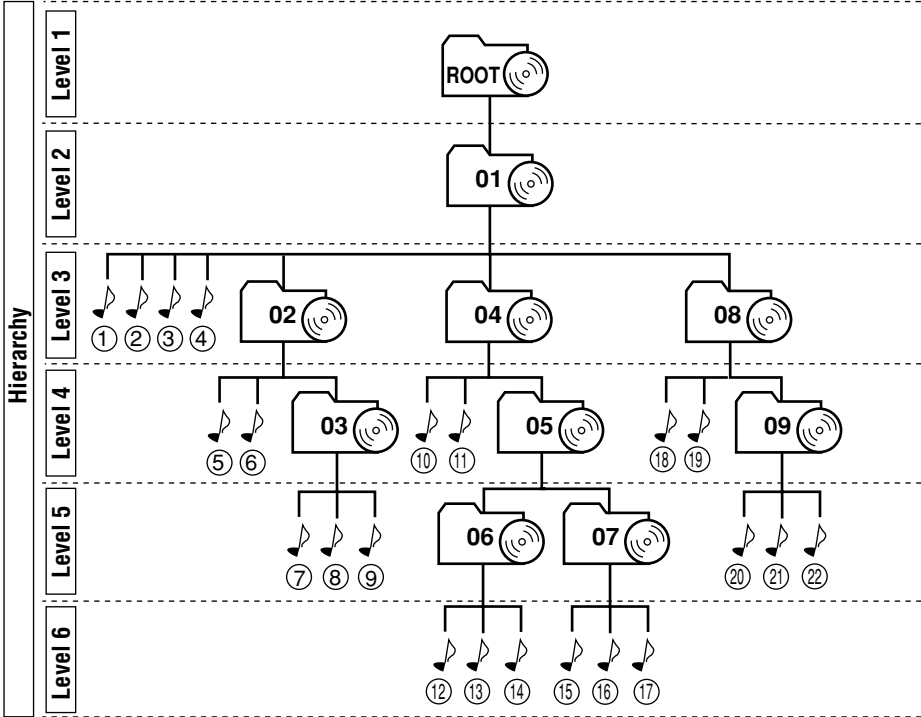 Hierarchy
Level 1
ROOT
Level 2
01
Level 3
① ② ③ ④ 02 04 08
Level 4
⑤ ⑥ 03 ⑩ ⑪ 05 ⑱ ⑲ 09
Level 5
⑦ ⑧ ⑨ 06 07 ⑳ ㉑ ㉒
Level 6
⑫ ⑬ ⑭ ⑮ ⑯ ⑰